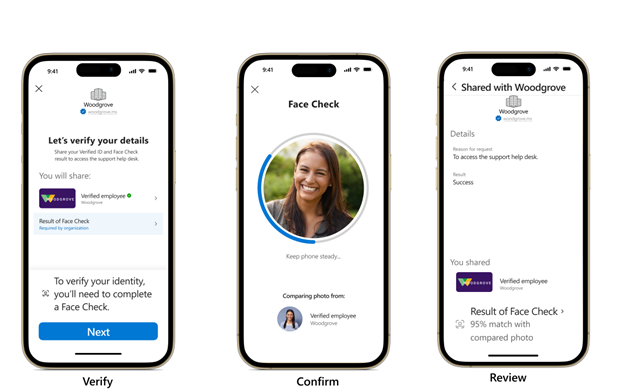 9:41
Woodgrove
woodgrove.ms
Let's verify your details
Share your Verified ID and Face Check
result to access the support help desk.
You will share:
WOODGROVE
Verified employee
Woodgrove
Result of Face Check
Required by organization
To verify your identity,
you'll need to complete
a Face Check.
Next
Verify
9:41
Face Check
Keep phone steady...
Comparing photo from:
Verified employee
Woodgrove
Confirm
9:41
Shared with Woodgrove
Woodgrove
woodgrove.ms
Details
Reason for request
To access the support help desk.
Result
Success
You shared
WOODGROVE
Verified employee
Woodgrove
Result of Face Check
95% match with
compared photo
Review